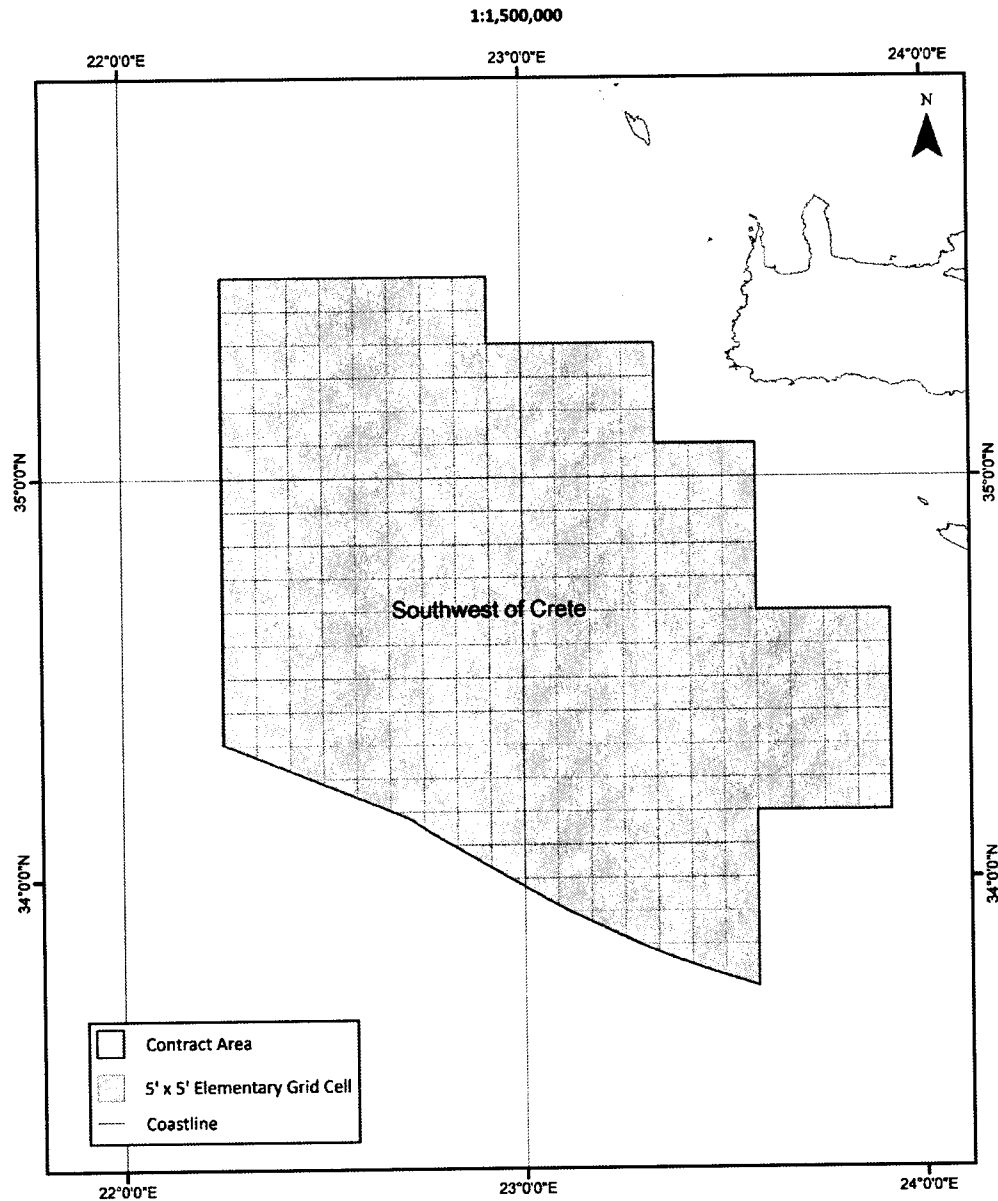 1:1,500,000
22°0'0"E
23°0'0"E
24°0'0"E
N
35°0'0"N
35°0'0"N
Southwest of Crete
34°0'0"N
34°0'0"N
Contract Area
5' x 5' Elementary Grid Cell
Coastline
22°0'0"E
23°0'0"E
24°0'0"E